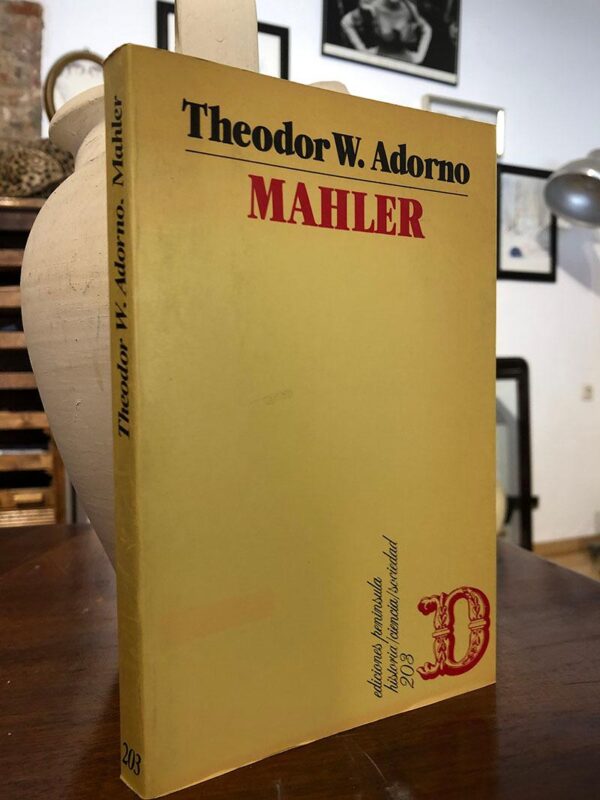 Theodor W. Adorno
MAHLER
ediciones península
historia/ciencia/sociedad
203
Theodor W. Adorno. Mahler
203